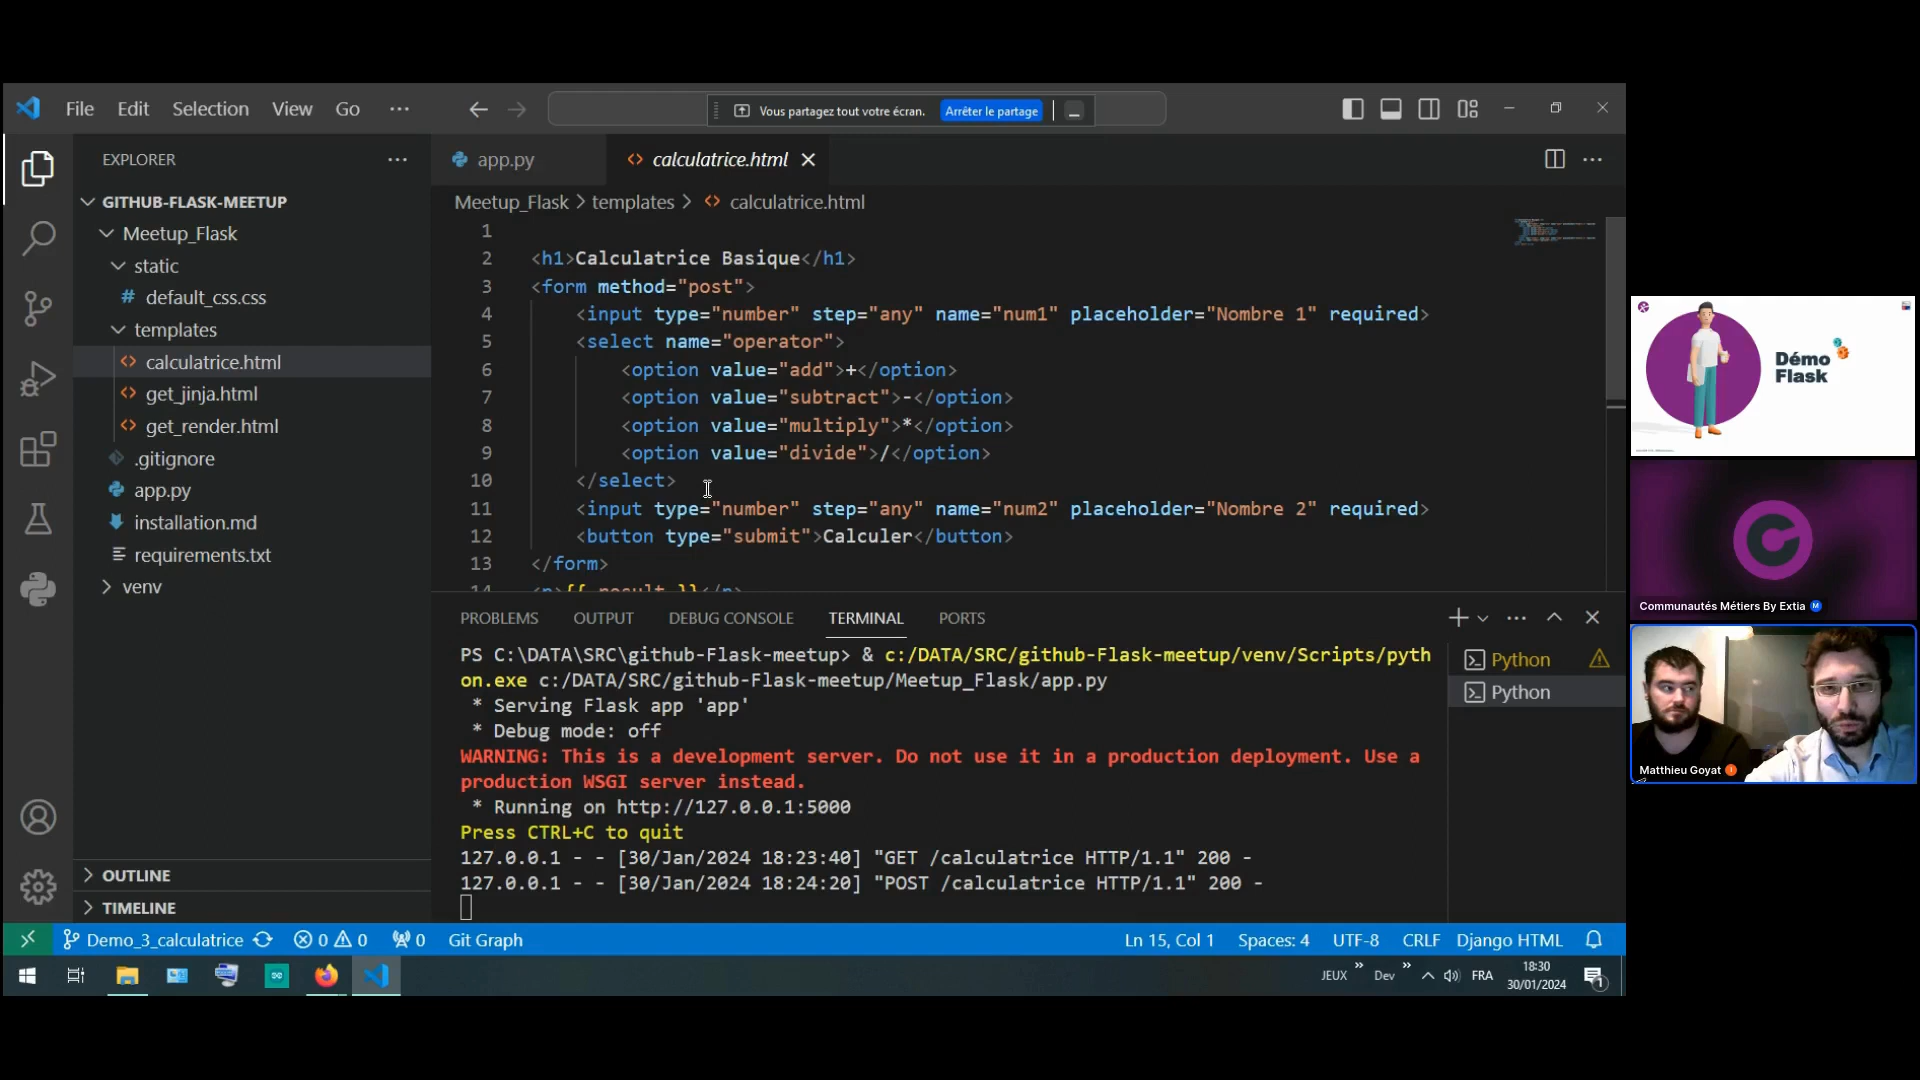 File Edit Selection View Go ···
Vous partagez tout votre écran. Arrêter le partage
EXPLORER
GITHUB-FLASK-MEETUP
Meetup_Flask
static
# default_css.css
templates
<> calculatrice.html
<> get_jinja.html
<> get_render.html
.gitignore
app.py
installation.md
requirements.txt
venv
OUTLINE
TIMELINE
app.py
<> calculatrice.html
Meetup_Flask > templates > <> calculatrice.html
1
2 <h1>Calculatrice Basique</h1>
3 <form method="post">
4 <input type="number" step="any" name="num1" placeholder="Nombre 1" required>
5 <select name="operator">
6 <option value="add">+</option>
7 <option value="subtract">-</option>
8 <option value="multiply">*</option>
9 <option value="divide">/</option>
10 </select>
11 <input type="number" step="any" name="num2" placeholder="Nombre 2" required>
12 <button type="submit">Calculer</button>
13 </form>
14 <p>{{ result }}</p>
PROBLEMS OUTPUT DEBUG CONSOLE TERMINAL PORTS
PS C:\DATA\SRC\github-Flask-meetup> & c:/DATA/SRC/github-Flask-meetup/venv/Scripts/pyth
on.exe c:/DATA/SRC/github-Flask-meetup/Meetup_Flask/app.py
* Serving Flask app 'app'
* Debug mode: off
WARNING: This is a development server. Do not use it in a production deployment. Use a
production WSGI server instead.
* Running on http://127.0.0.1:5000
Press CTRL+C to quit
127.0.0.1 - - [30/Jan/2024 18:23:40] "GET /calculatrice HTTP/1.1" 200 -
127.0.0.1 - - [30/Jan/2024 18:24:20] "POST /calculatrice HTTP/1.1" 200 -
Python
Python
Demo_3_calculatrice 0 0 0 Git Graph
Ln 15, Col 1 Spaces: 4 UTF-8 CRLF Django HTML
JEUX » Dev » FRA
18:30
30/01/2024
1
Démo
Flask
Communautés Métiers By Extia M
Matthieu Goyat